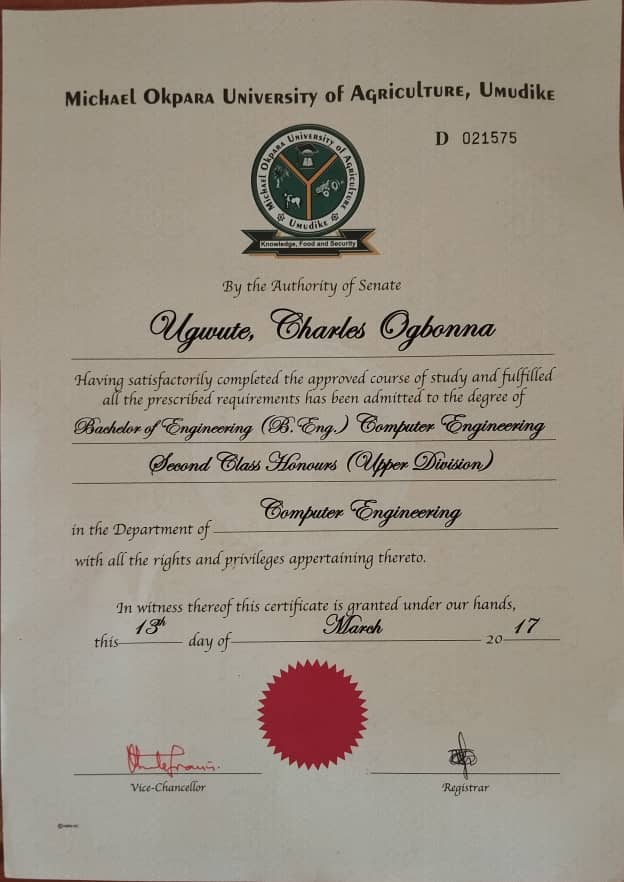 Michael Okpara University of Agriculture, Umudike
D 021575
Michael Okpara University of Agriculture
Umudike
Knowledge, Food and Security
By the Authority of Senate
Ugwute, Charles Ogbonna
Having satisfactorily completed the approved course of study and fulfilled
all the prescribed requirements has been admitted to the degree of
Bachelor of Engineering (B. Eng.) Computer Engineering
Second Class Honours (Upper Division)
in the Department of Computer Engineering
with all the rights and privileges appertaining thereto.
In witness thereof this certificate is granted under our hands,
this 13th day of March 2017
Vice-Chancellor
Registrar